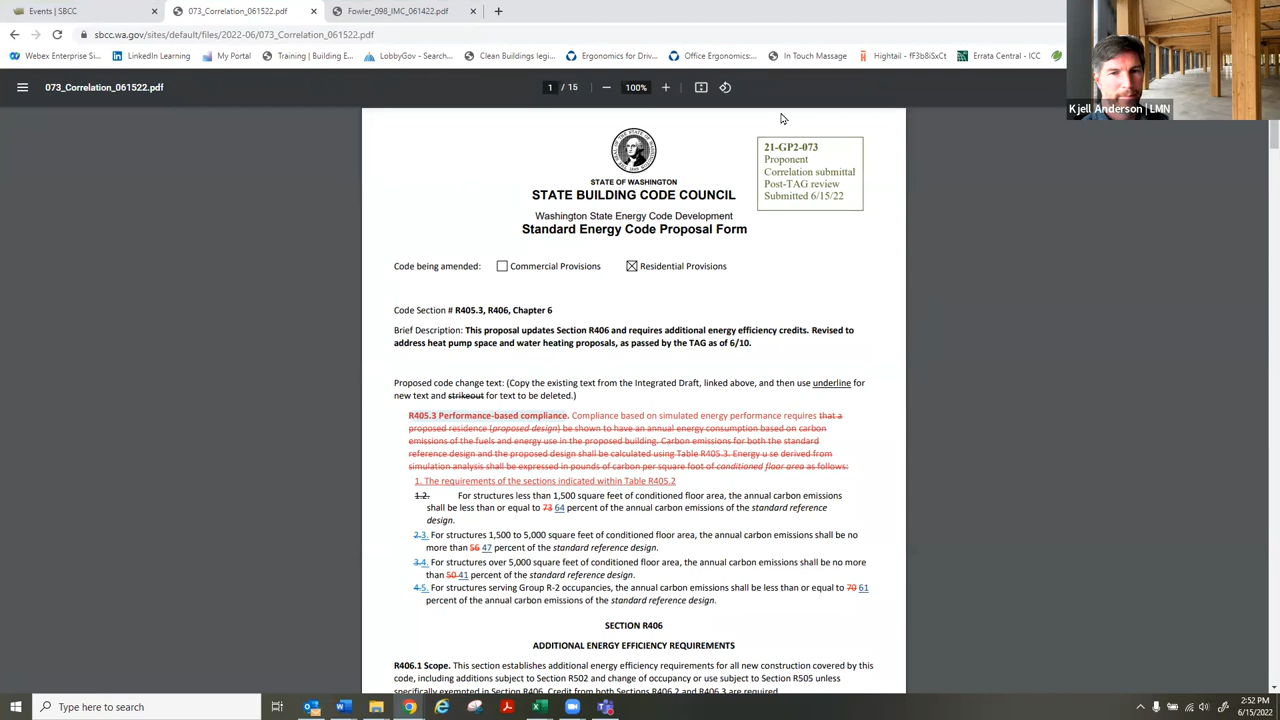 Events | SBCC
073_Correlation_061522.pdf
Fowler_098_IMC_061422.pdf
sbcc.wa.gov/sites/default/files/2022-06/073_Correlation_061522.pdf
Webex Enterprise Si...
LinkedIn Learning
My Portal
Training | Building E...
LobbyGov - Search...
Clean Buildings legi...
Ergonomics for Driv...
Office Ergonomics:...
In Touch Massage
Hightail - ff3b8iSxCt
Errata Central - ICC
073_Correlation_061522.pdf
1 / 15
100%
Kjell Anderson | LMN
21-GP2-073
Proponent
Correlation submittal
Post-TAG review
Submitted 6/15/22
STATE OF WASHINGTON
STATE BUILDING CODE COUNCIL
Washington State Energy Code Development
Standard Energy Code Proposal Form
Code being amended: Commercial Provisions Residential Provisions
Code Section # R405.3, R406, Chapter 6
Brief Description: This proposal updates Section R406 and requires additional energy efficiency credits. Revised to
address heat pump space and water heating proposals, as passed by the TAG as of 6/10.
Proposed code change text: (Copy the existing text from the Integrated Draft, linked above, and then use underline for
new text and strikeout for text to be deleted.)
R405.3 Performance-based compliance. Compliance based on simulated energy performance requires that a
proposed residence (proposed design) be shown to have an annual energy consumption based on carbon
emissions of the fuels and energy use in the proposed building. Carbon emissions for both the standard
reference design and the proposed design shall be calculated using Table R405.3. Energy u se derived from
simulation analysis shall be expressed in pounds of carbon per square foot of conditioned floor area as follows:
1. The requirements of the sections indicated within Table R405.2
1.2. For structures less than 1,500 square feet of conditioned floor area, the annual carbon emissions
shall be less than or equal to 73 64 percent of the annual carbon emissions of the standard reference
design.
2.3. For structures 1,500 to 5,000 square feet of conditioned floor area, the annual carbon emissions shall be no
more than 56 47 percent of the standard reference design.
3.4. For structures over 5,000 square feet of conditioned floor area, the annual carbon emissions shall be no more
than 50 41 percent of the standard reference design.
4.5. For structures serving Group R-2 occupancies, the annual carbon emissions shall be less than or equal to 70 61
percent of the annual carbon emissions of the standard reference design.
SECTION R406
ADDITIONAL ENERGY EFFICIENCY REQUIREMENTS
R406.1 Scope. This section establishes additional energy efficiency requirements for all new construction covered by this
code, including additions subject to Section R502 and change of occupancy or use subject to Section R505 unless
specifically exempted in Section R406. Credit from both Sections R406.2 and R406.3 are required.
Type here to search
2:52 PM
6/15/2022